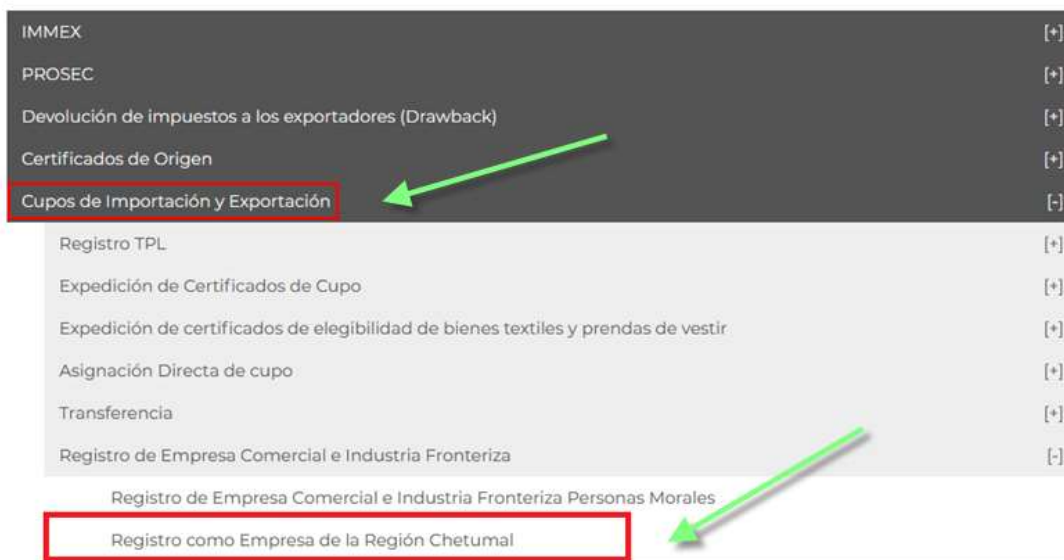 IMMEX [+]
PROSEC [+]
Devolución de impuestos a los exportadores (Drawback) [+]
Certificados de Origen [+]
Cupos de Importación y Exportación [-]
Registro TPL [+]
Expedición de Certificados de Cupo [+]
Expedición de certificados de elegibilidad de bienes textiles y prendas de vestir [+]
Asignación Directa de cupo [+]
Transferencia [+]
Registro de Empresa Comercial e Industria Fronteriza [-]
Registro de Empresa Comercial e Industria Fronteriza Personas Morales
Registro como Empresa de la Región Chetumal